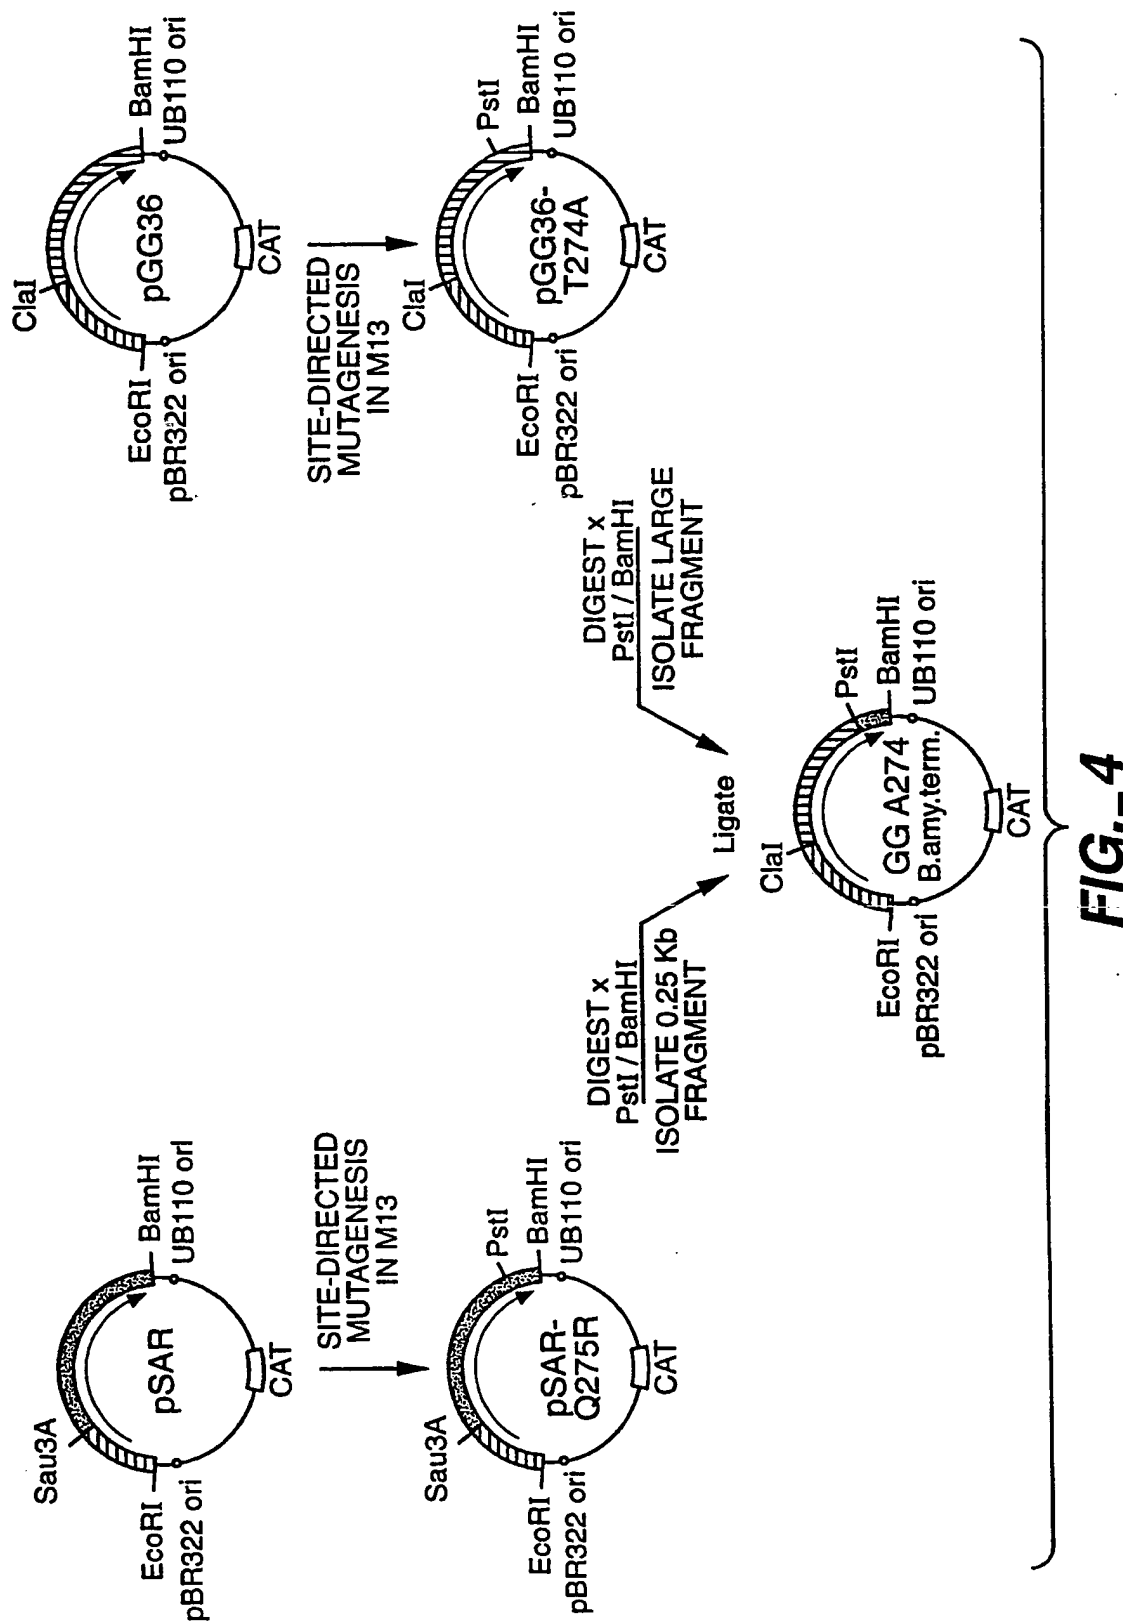 Sau3A
BamHI
UB110 ori
EcoRI
pBR322 ori
pSAR
CAT
SITE-DIRECTED
MUTAGENESIS
IN M13
Sau3A
PstI
BamHI
UB110 ori
EcoRI
pBR322 ori
pSAR-
Q275R
CAT
DIGEST x
PstI / BamHI
ISOLATE 0.25 Kb
FRAGMENT
ClaI
BamHI
UB110 ori
EcoRI
pBR322 ori
pGG36
CAT
SITE-DIRECTED
MUTAGENESIS
IN M13
ClaI
PstI
BamHI
UB110 ori
EcoRI
pBR322 ori
pGG36-
T274A
CAT
DIGEST x
PstI / BamHI
ISOLATE LARGE
FRAGMENT
Ligate
ClaI
PstI
BamHI
UB110 ori
EcoRI
pBR322 ori
GG A274
B.amy.term.
CAT
FIG._4